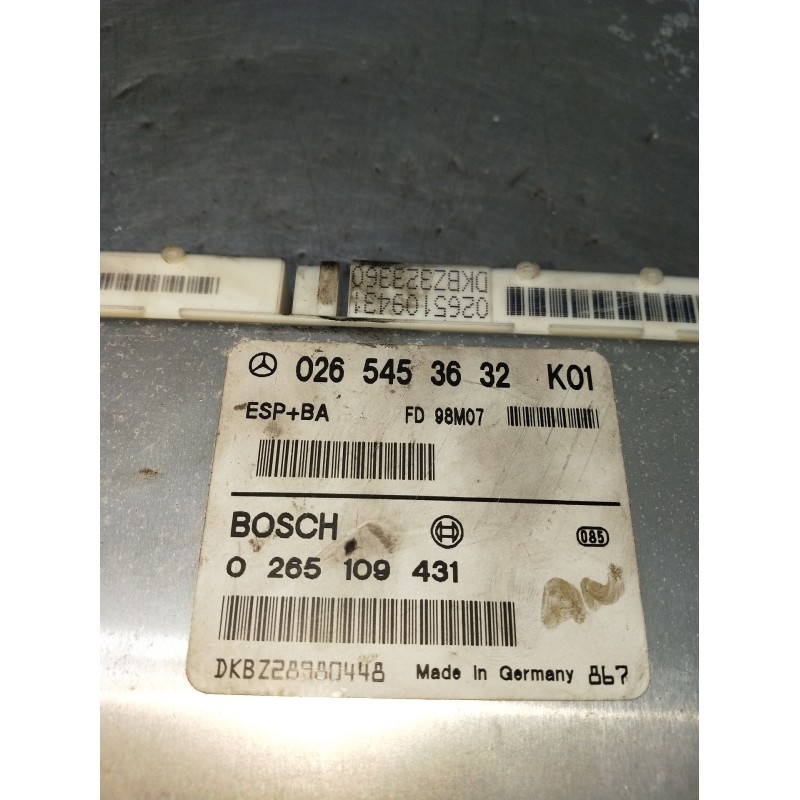 0265109431
DKBZ323360
026 545 36 32 K01
ESP+BA FD 98M07
BOSCH
085
0 265 109 431
DKBZ28980448 Made in Germany 867